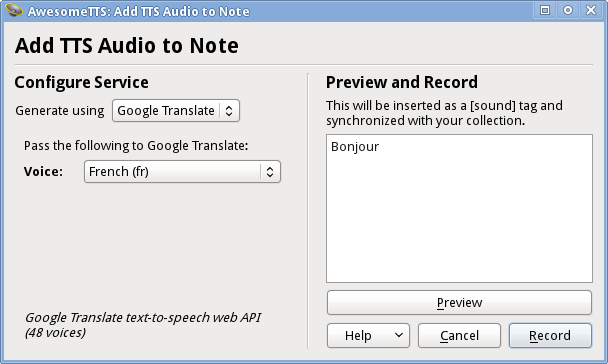 AwesomeTTS: Add TTS Audio to Note
Add TTS Audio to Note
Configure Service
Generate using Google Translate
Pass the following to Google Translate:
Voice: French (fr)
Google Translate text-to-speech web API
(48 voices)
Preview and Record
This will be inserted as a [sound] tag and
synchronized with your collection.
Bonjour
Preview
Help Cancel Record